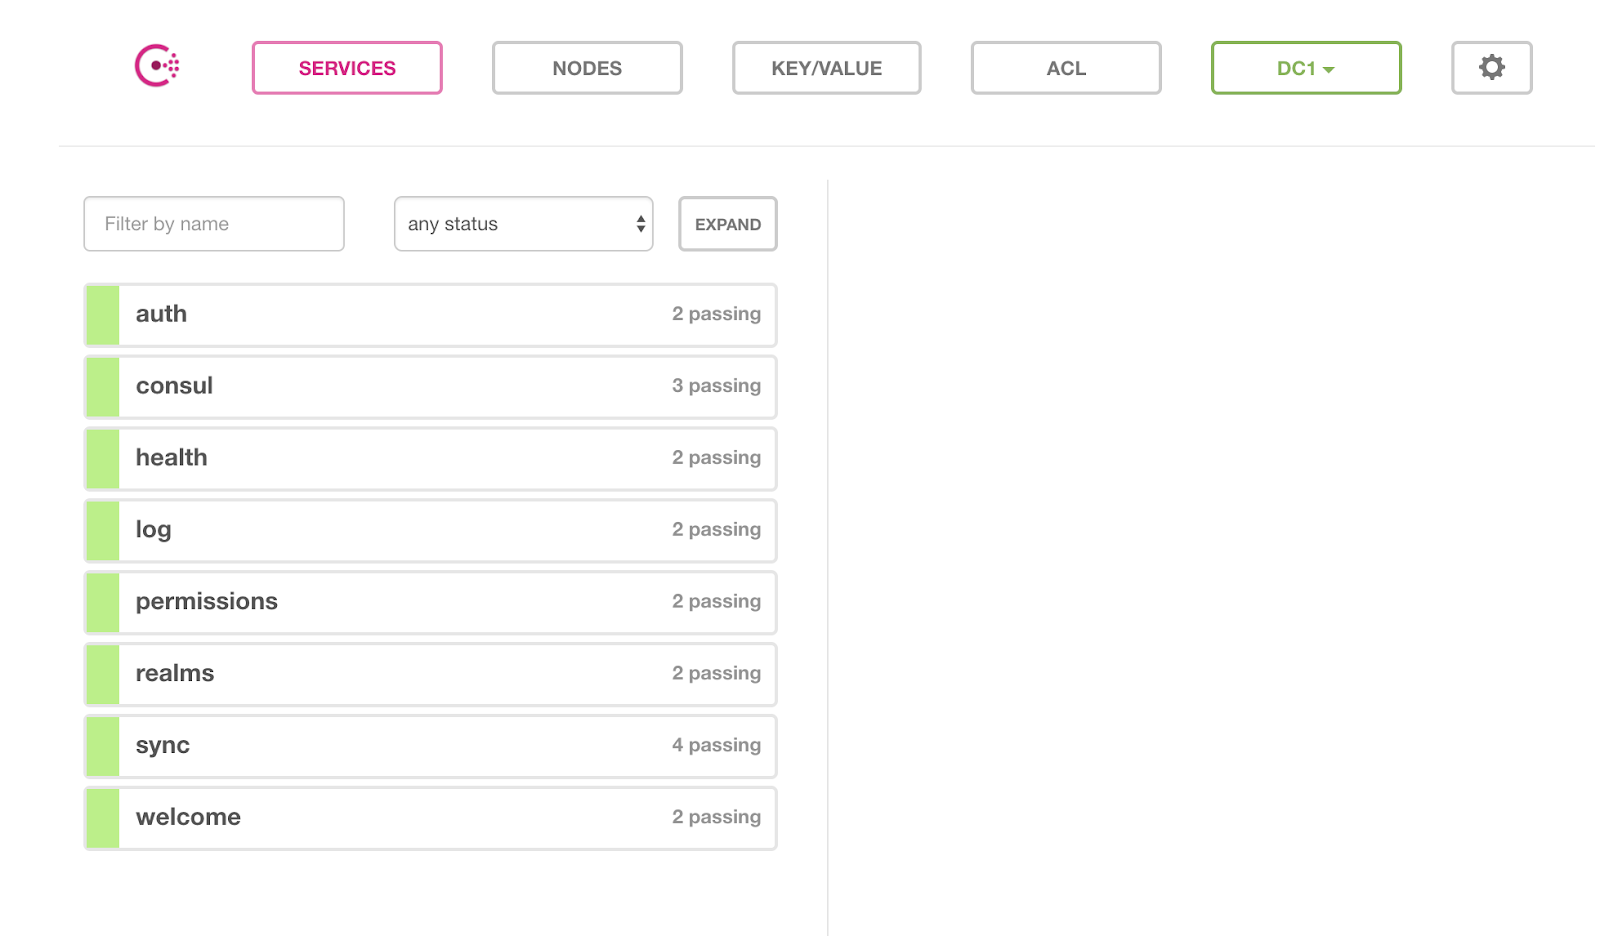 SERVICES NODES KEY/VALUE ACL DC1
Filter by name any status EXPAND
auth 2 passing
consul 3 passing
health 2 passing
log 2 passing
permissions 2 passing
realms 2 passing
sync 4 passing
welcome 2 passing